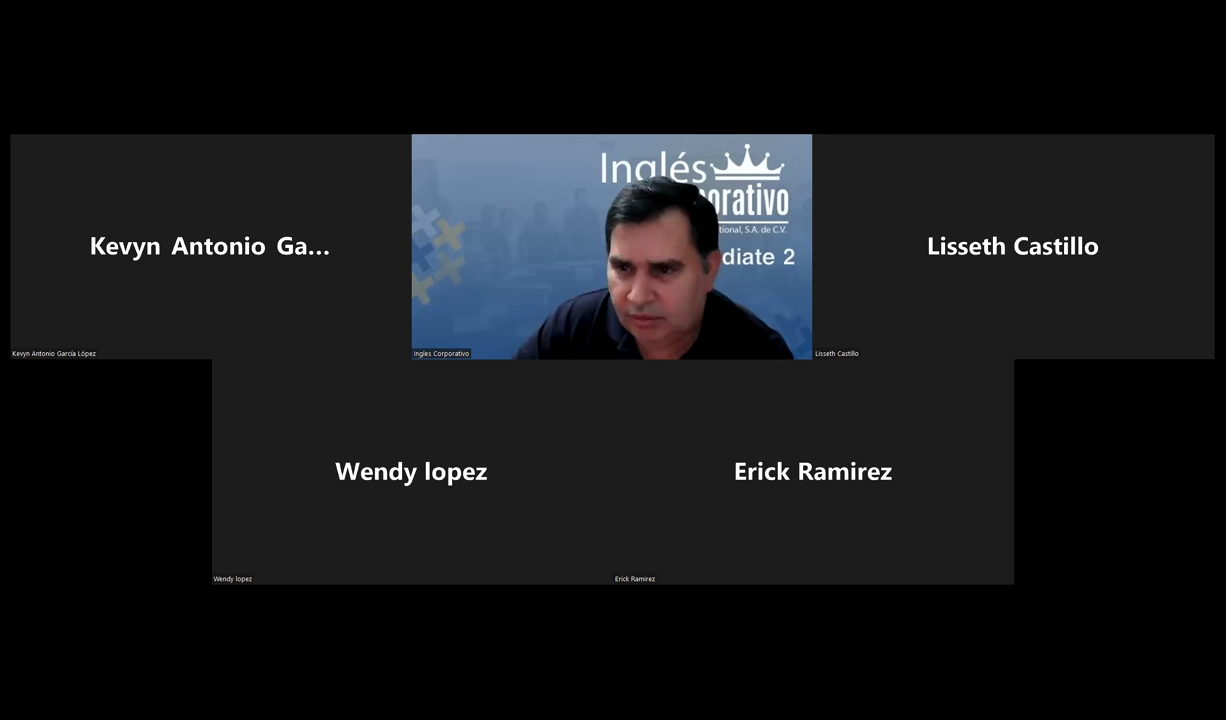 Kevyn Antonio Ga...
Kevyn Antonio García López
Inglés
orativo
tional, S.A. de C.V.
diate 2
Ingles Corporativo
Lisseth Castillo
Lisseth Castillo
Wendy lopez
Wendy lopez
Erick Ramirez
Erick Ramirez